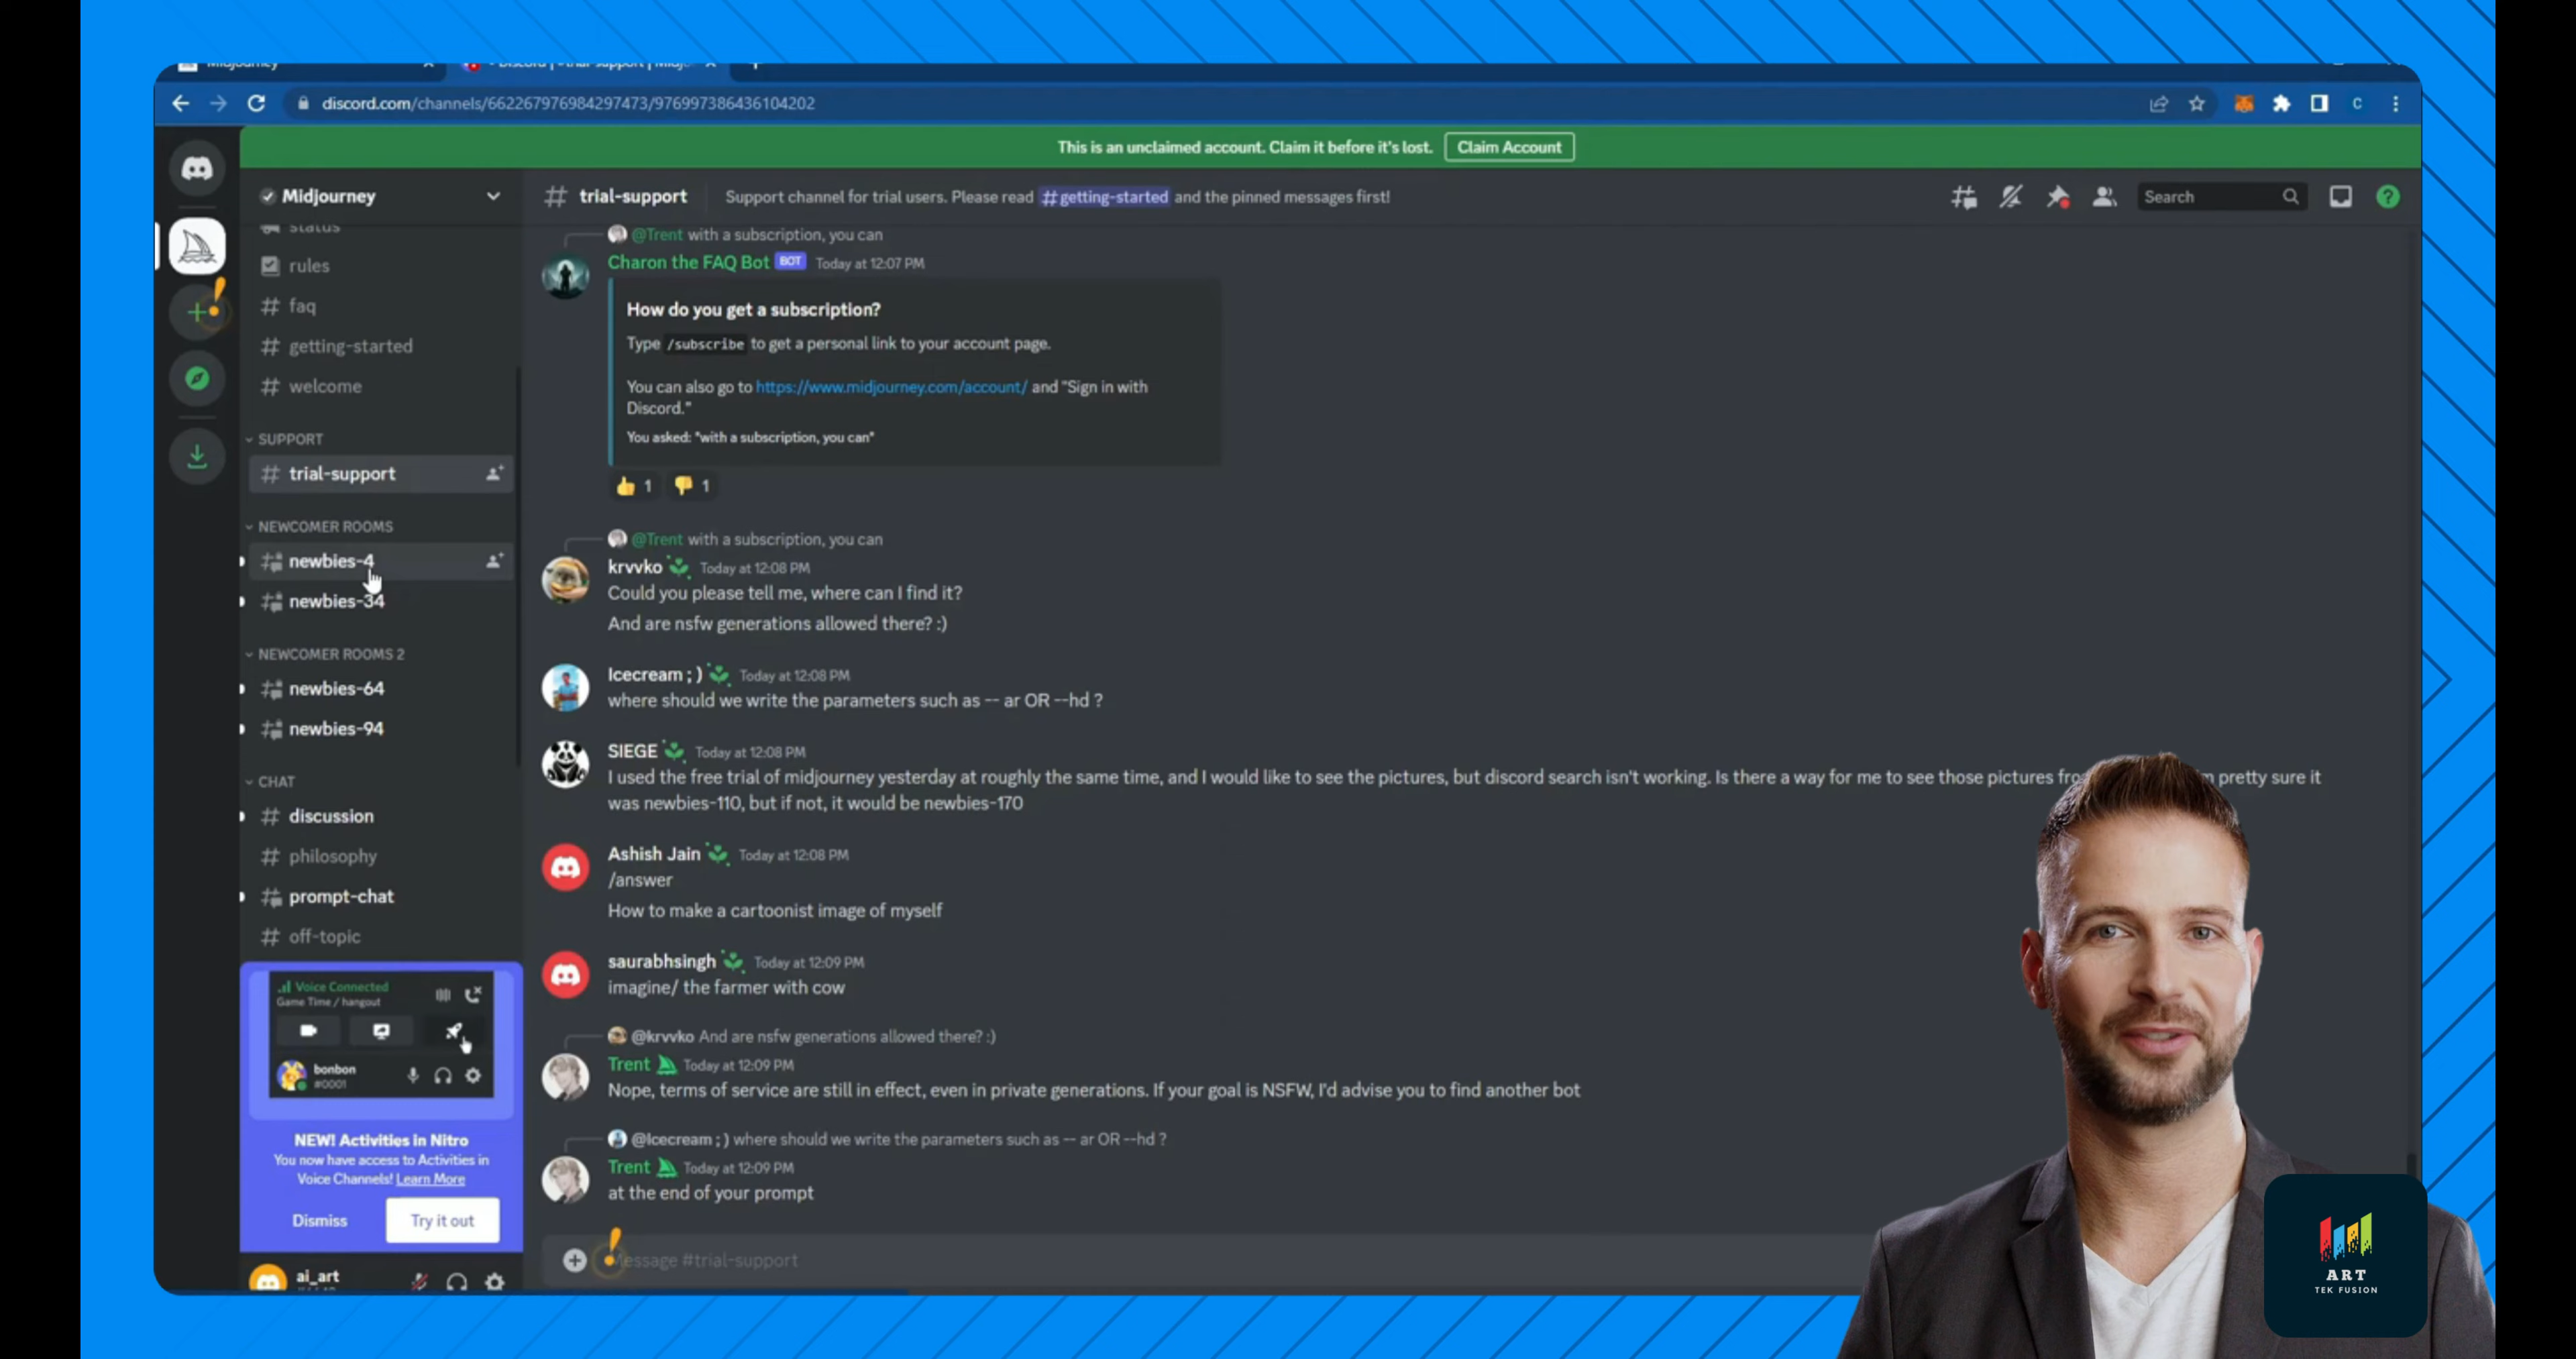 discord.com/channels/662267976984297473/976997386436104202
C
This is an unclaimed account. Claim it before it's lost. Claim Account
Midjourney
# trial-support Support channel for trial users. Please read # getting-started and the pinned messages first!
Search
status
rules
# faq
# getting-started
# welcome
SUPPORT
# trial-support
NEWCOMER ROOMS
newbies-4
newbies-34
NEWCOMER ROOMS 2
newbies-64
newbies-94
CHAT
# discussion
# philosophy
prompt-chat
# off-topic
Voice Connected
Game Time / hangout
bonbon
#0001
NEW! Activities in Nitro
You now have access to Activities in
Voice Channels! Learn More
Dismiss Try it out
ai_art
@Trent with a subscription, you can
Charon the FAQ Bot BOT Today at 12:07 PM
How do you get a subscription?
Type /subscribe to get a personal link to your account page.
You can also go to https://www.midjourney.com/account/ and "Sign in with
Discord."
You asked: "with a subscription, you can"
1 1
@Trent with a subscription, you can
krvvko Today at 12:08 PM
Could you please tell me, where can I find it?
And are nsfw generations allowed there? :)
Icecream ; ) Today at 12:08 PM
where should we write the parameters such as -- ar OR --hd ?
SIEGE Today at 12:08 PM
I used the free trial of midjourney yesterday at roughly the same time, and I would like to see the pictures, but discord search isn't working. Is there a way for me to see those pictures pretty sure it
was newbies-110, but if not, it would be newbies-170
Ashish Jain Today at 12:08 PM
/answer
How to make a cartoonist image of myself
saurabhsingh Today at 12:09 PM
imagine/ the farmer with cow
@krvvko And are nsfw generations allowed there? :)
Trent Today at 12:09 PM
Nope, terms of service are still in effect, even in private generations. If your goal is NSFW, I'd advise you to find another bot
@Icecream ; ) where should we write the parameters such as -- ar OR --hd ?
Trent Today at 12:09 PM
at the end of your prompt
Message #trial-support
ART
TEK FUSION